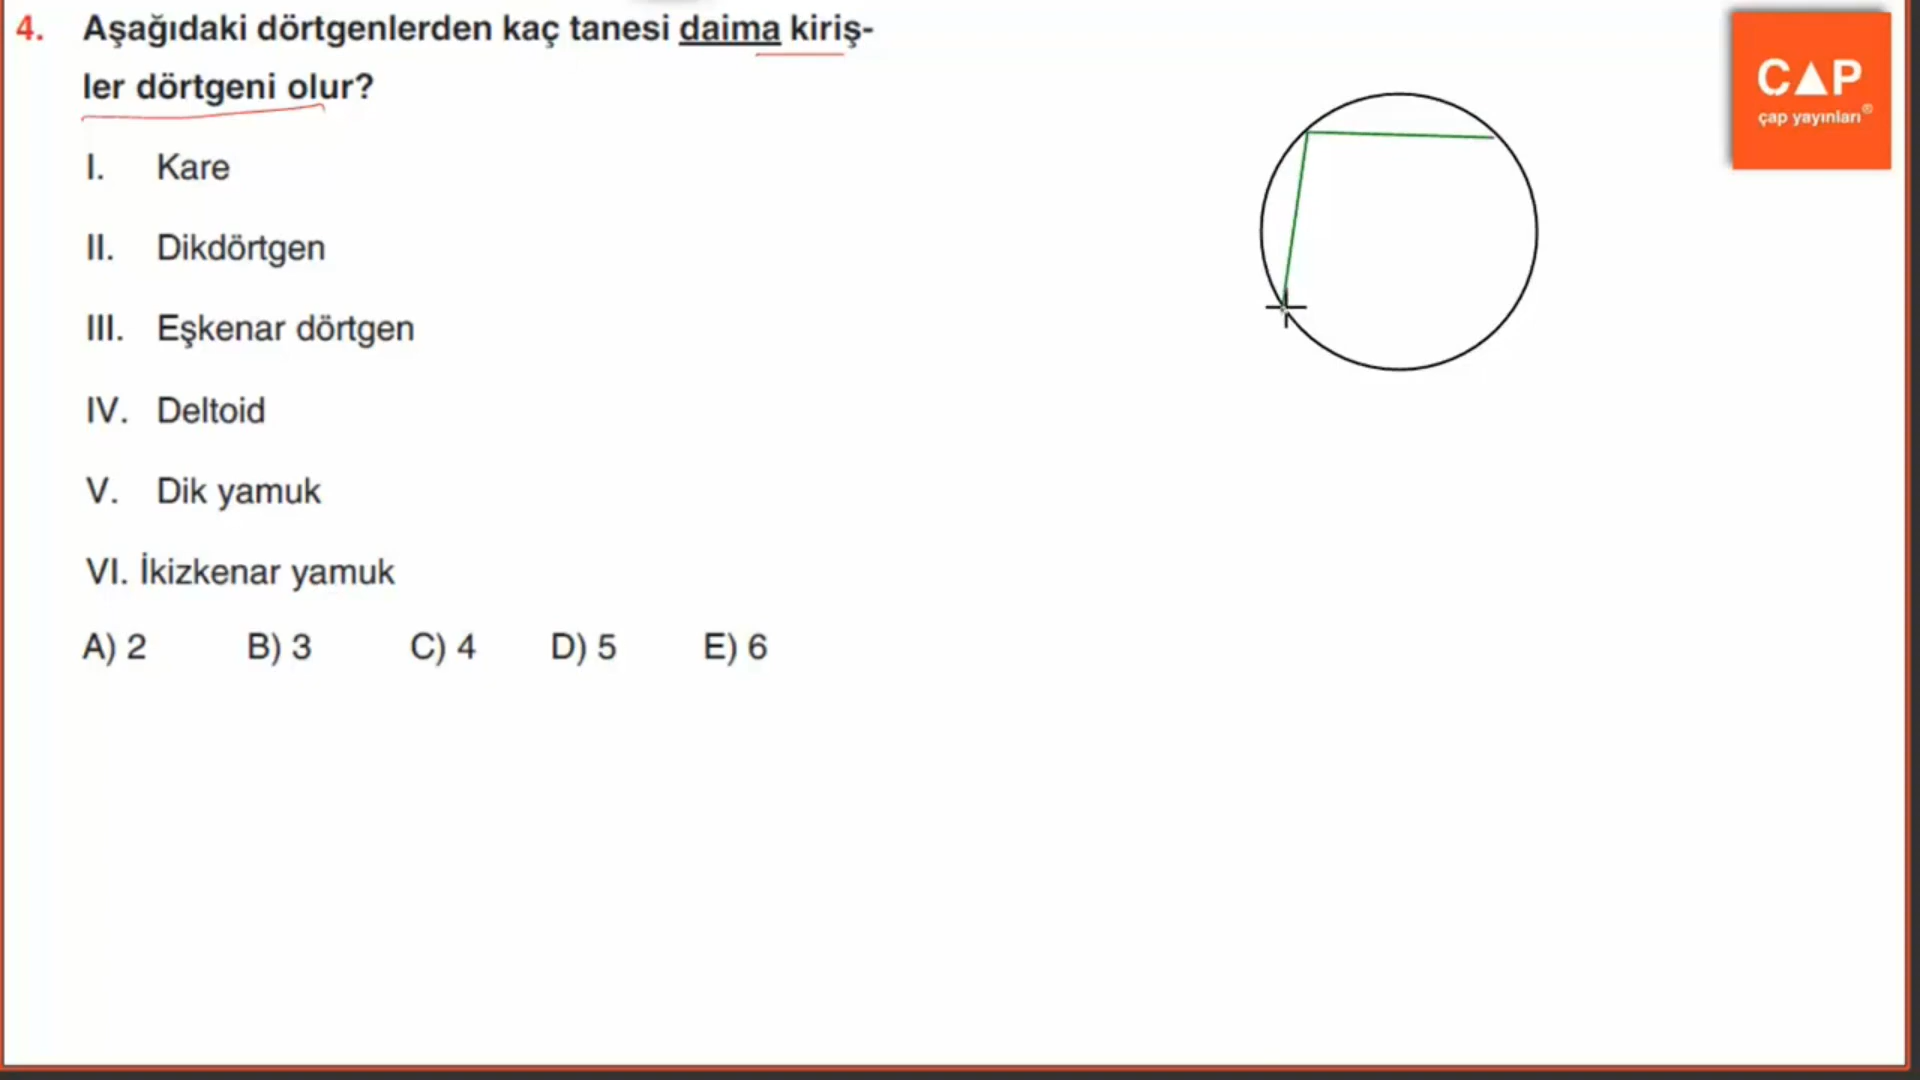 4. Aşağıdaki dörtgenlerden kaç tanesi daima kiriş-
ler dörtgeni olur?
I. Kare
II. Dikdörtgen
III. Eşkenar dörtgen
IV. Deltoid
V. Dik yamuk
VI. İkizkenar yamuk
A) 2 B) 3 C) 4 D) 5 E) 6
CAP
çap yayınları®